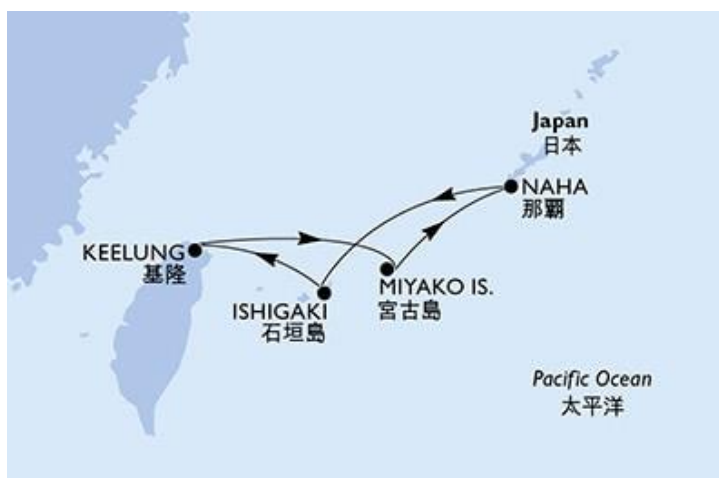 Japan
日本
NAHA
那覇
KEELUNG
基隆
MIYAKO IS.
宮古島
ISHIGAKI
石垣島
Pacific Ocean
太平洋